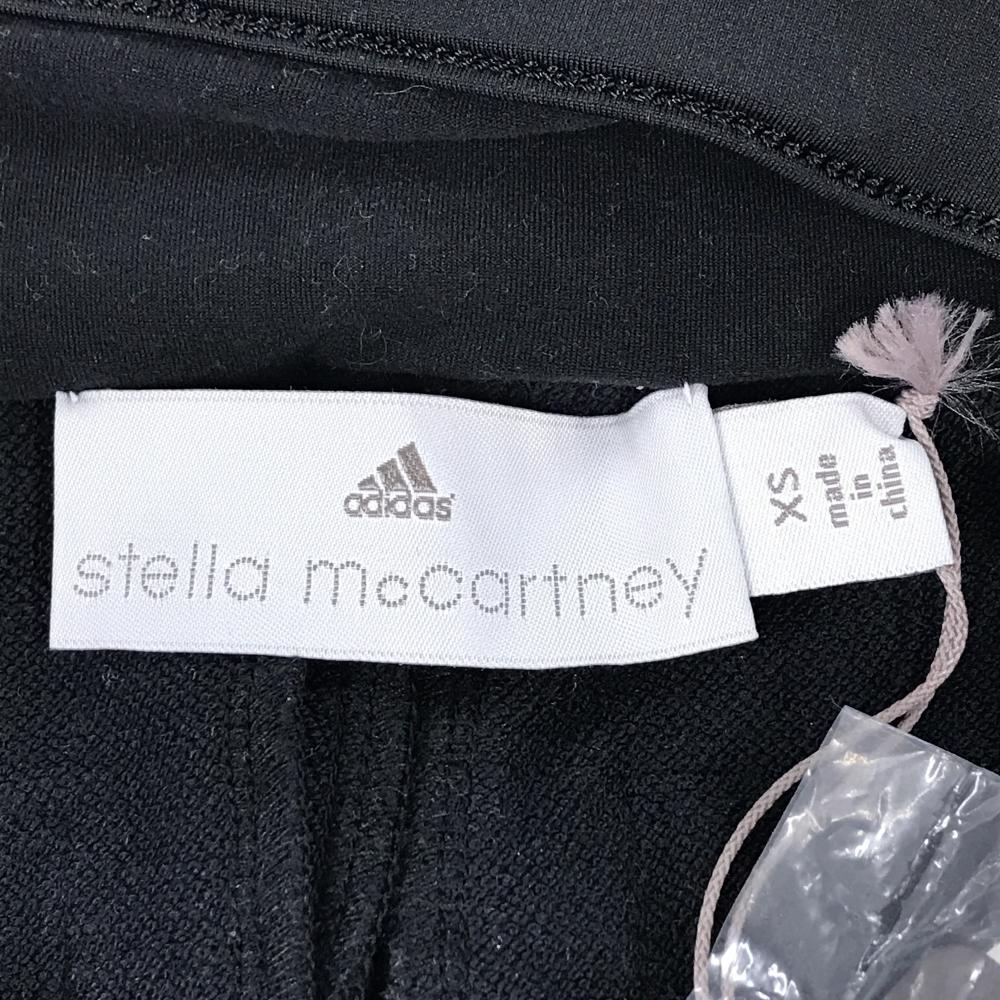 adidas
stella mccartney
XS
made
in
china